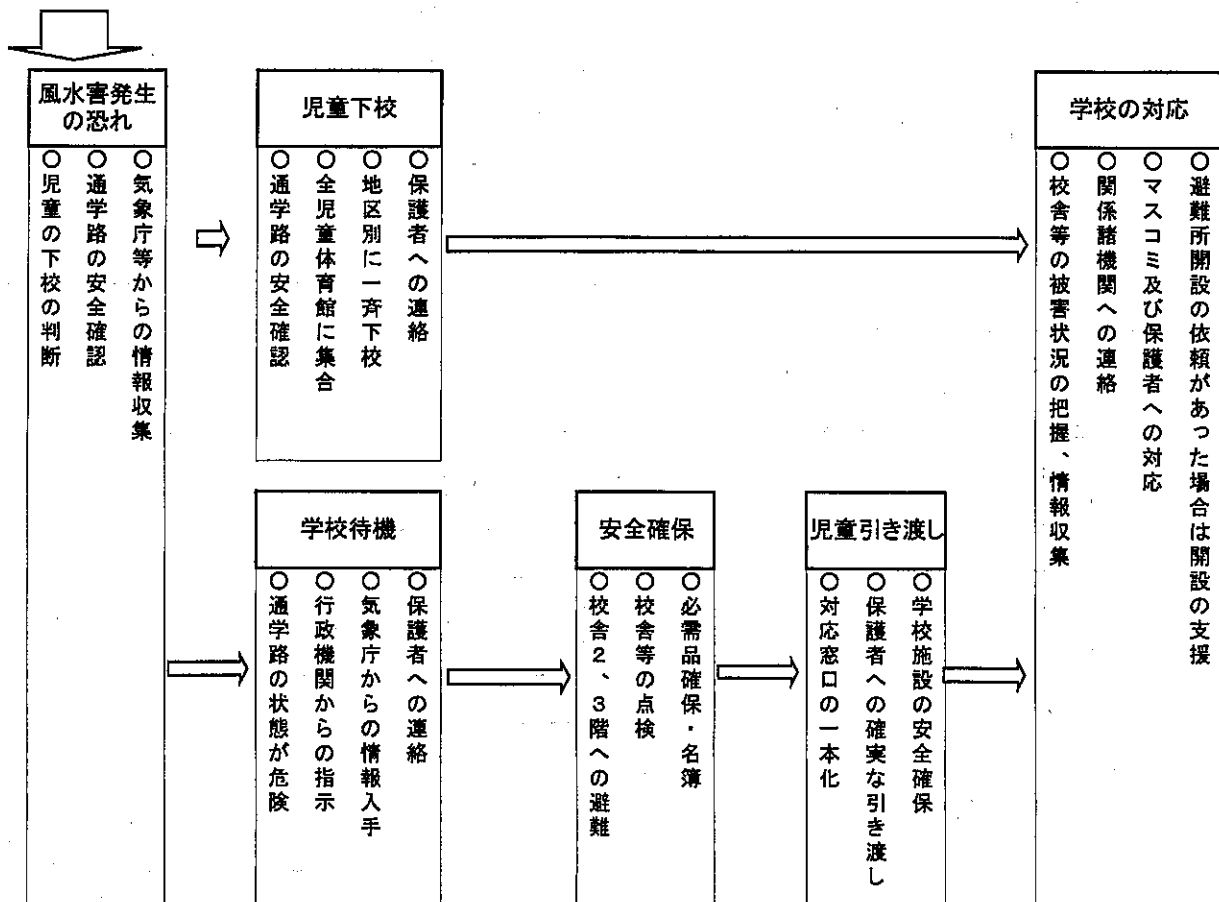 風水害発生
の恐れ
○気象庁等からの情報収集
○通学路の安全確認
○児童の下校の判断
児童下校
○保護者への連絡
○地区別に一斉下校
○全児童体育館に集合
○通学路の安全確認
学校待機
○保護者への連絡
○気象庁からの情報入手
○行政機関からの指示
○通学路の状態が危険
安全確保
○必需品確保・名簿
○校舎等の点検
○校舎2、3階への避難
児童引き渡し
○学校施設の安全確保
○保護者への確実な引き渡し
○対応窓口の一本化
学校の対応
○避難所開設の依頼があった場合は開設の支援
○マスコミ及び保護者への対応
○関係諸機関への連絡
○校舎等の被害状況の把握、情報収集